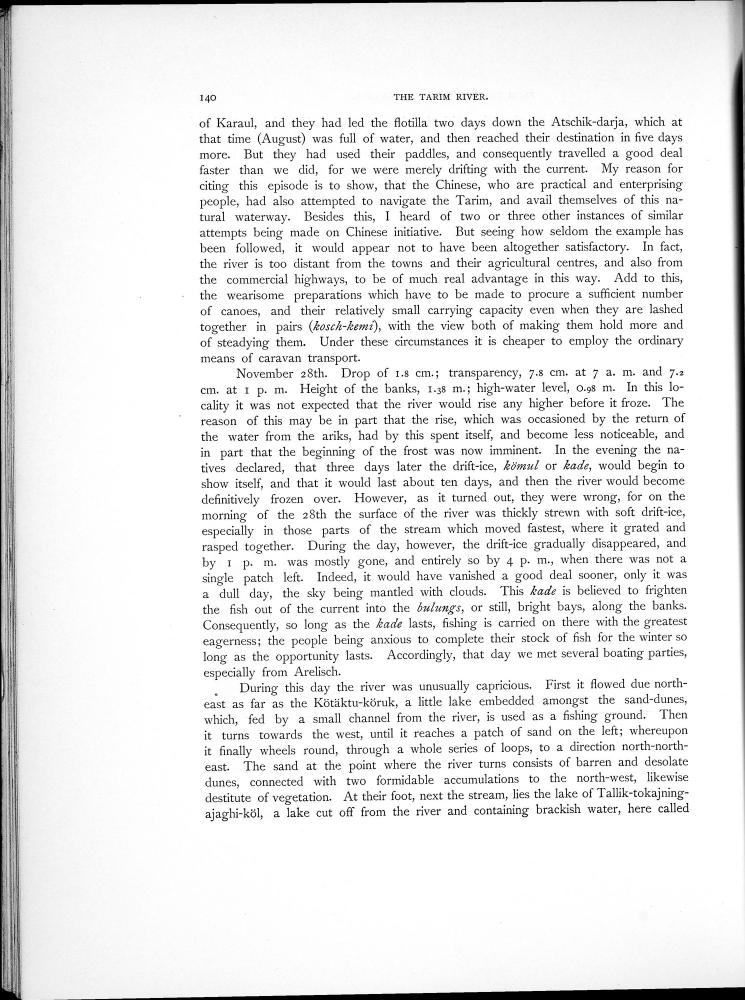 140 THE TARIM RIVER.
of Karaul, and they had led the flotilla two days down the Atschik-darja, which at
that time (August) was full of water, and then reached their destination in five days
more. But they had used their paddles, and consequently travelled a good deal
faster than we did, for we were merely drifting with the current. My reason for
citing this episode is to show, that the Chinese, who are practical and enterprising
people, had also attempted to navigate the Tarim, and avail themselves of this na-
tural waterway. Besides this, I heard of two or three other instances of similar
attempts being made on Chinese initiative. But seeing how seldom the example has
been followed, it would appear not to have been altogether satisfactory. In fact,
the river is too distant from the towns and their agricultural centres, and also from
the commercial highways, to be of much real advantage in this way. Add to this,
the wearisome preparations which have to be made to procure a sufficient number
of canoes, and their relatively small carrying capacity even when they are lashed
together in pairs (kosch-kemi), with the view both of making them hold more and
of steadying them. Under these circumstances it is cheaper to employ the ordinary
means of caravan transport.
November 28th. Drop of 1.8 cm.; transparency, 7.8 cm. at 7 a. m. and 7.2
cm. at 1 p. m. Height of the banks, 1.38 m.; high-water level, 0.98 m. In this lo-
cality it was not expected that the river would rise any higher before it froze. The
reason of this may be in part that the rise, which was occasioned by the return of
the water from the ariks, had by this spent itself, and become less noticeable, and
in part that the beginning of the frost was now imminent. In the evening the na-
tives declared, that three days later the drift-ice, kömul or kade, would begin to
show itself, and that it would last about ten days, and then the river would become
definitively frozen over. However, as it turned out, they were wrong, for on the
morning of the 28th the surface of the river was thickly strewn with soft drift-ice,
especially in those parts of the stream which moved fastest, where it grated and
rasped together. During the day, however, the drift-ice gradually disappeared, and
by 1 p. m. was mostly gone, and entirely so by 4 p. m., when there was not a
single patch left. Indeed, it would have vanished a good deal sooner, only it was
a dull day, the sky being mantled with clouds. This kade is believed to frighten
the fish out of the current into the bulungs, or still, bright bays, along the banks.
Consequently, so long as the kade lasts, fishing is carried on there with the greatest
eagerness; the people being anxious to complete their stock of fish for the winter so
long as the opportunity lasts. Accordingly, that day we met several boating parties,
especially from Arelisch.
During this day the river was unusually capricious. First it flowed due north-
east as far as the Kötäktu-köruk, a little lake embedded amongst the sand-dunes,
which, fed by a small channel from the river, is used as a fishing ground. Then
it turns towards the west, until it reaches a patch of sand on the left; whereupon
it finally wheels round, through a whole series of loops, to a direction north-north-
east. The sand at the point where the river turns consists of barren and desolate
dunes, connected with two formidable accumulations to the north-west, likewise
destitute of vegetation. At their foot, next the stream, lies the lake of Tallik-tokajning-
ajaghi-köl, a lake cut off from the river and containing brackish water, here called